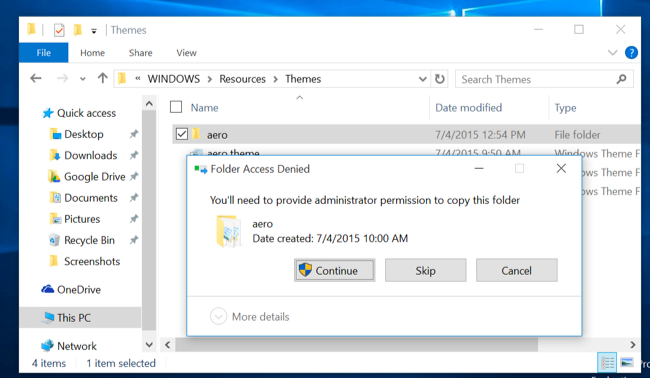 Themes
File Home Share View
« WINDOWS > Resources > Themes
Search Themes
Name Date modified Type
Quick access
Desktop
Downloads
Google Drive
Documents
Pictures
Recycle Bin
Screenshots
OneDrive
This PC
Network
aero 7/4/2015 12:54 PM File folder
aero.theme 7/4/2015 9:50 AM Windows Theme F
Windows Theme F
Windows Theme F
Folder Access Denied
You'll need to provide administrator permission to copy this folder
aero
Date created: 7/4/2015 10:00 AM
Continue Skip Cancel
More details
4 items 1 item selected